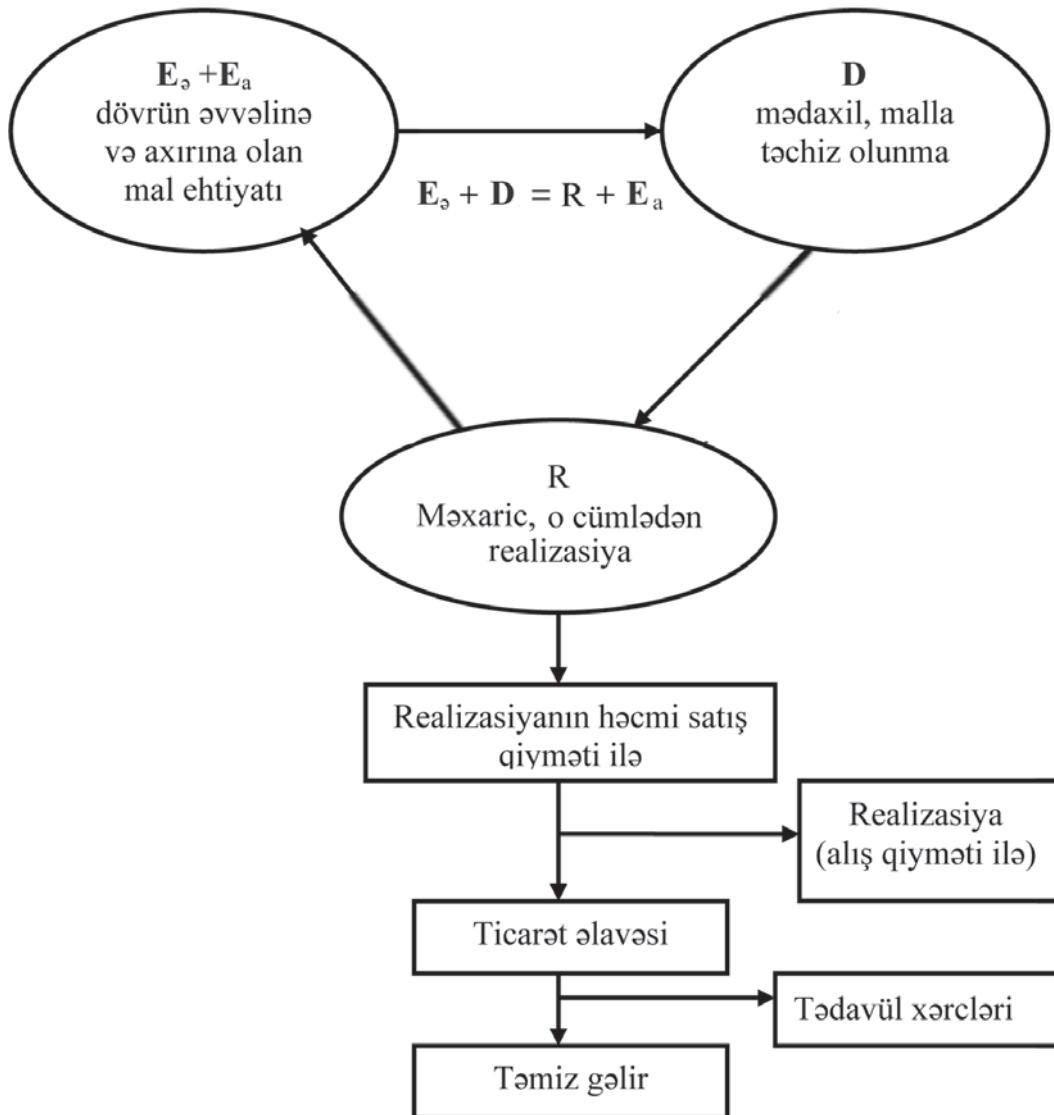 Eₔ +Eₐ
dövrün əvvəlinə
və axırına olan
mal ehtiyatı
D
mədaxil, malla
təchiz olunma
Eₔ + D = R + Eₐ
R
Məxaric, o cümlədən
realizasiya
Realizasiyanın həcmi satış
qiyməti ilə
Realizasiya
(alış qiyməti ilə)
Ticarət əlavəsi
Tədavül xərcləri
Təmiz gəlir